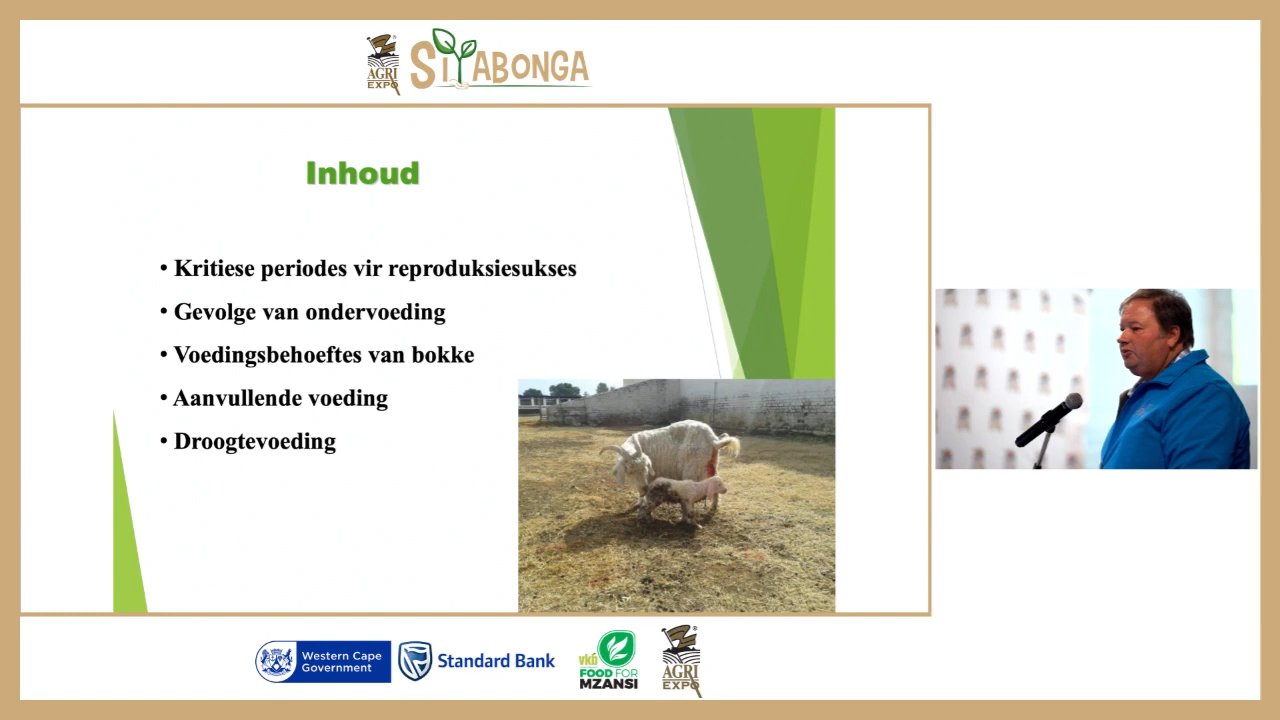 AGRI
EXPO
SIYABONGA
Inhoud
• Kritiese periodes vir reproduksiesukses
• Gevolge van ondervoeding
• Voedingsbehoeftes van bokke
• Aanvullende voeding
• Droogtevoeding
Western Cape
Government
Standard Bank
vkb
FOOD FOR
MZANSI
AGRI
EXPO